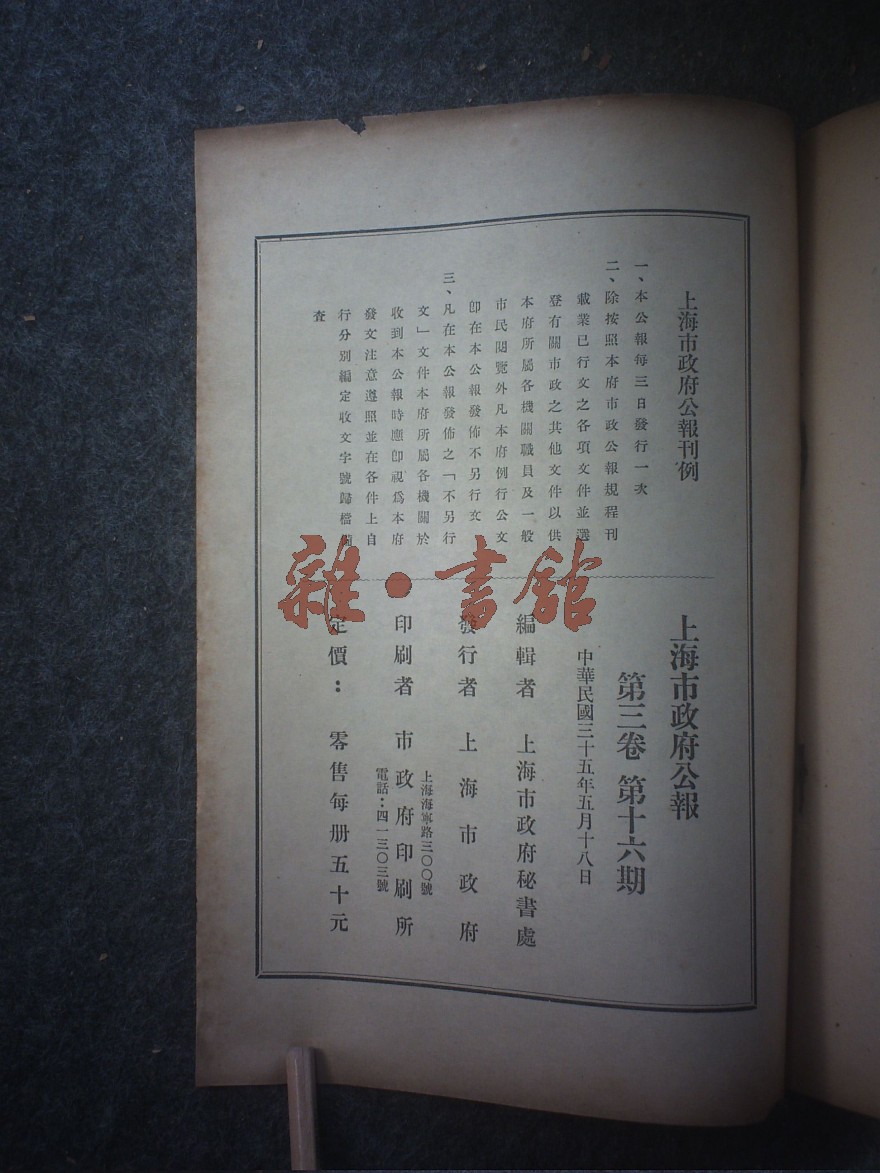 上海市政府公報刊例
一、本公報每三日發行一次
二、除按照本府市政公報規程刊
載業已行文之各項文件並選
登有關市政之其他文件以供
本府所屬各機關職員及一般
市民閱覽外凡本府例行公文
卽在本公報發佈不另行文
三、凡在本公報發佈之「不另行
文」文件本府所屬各機關於
收到本公報時應卽視爲本府
發文注意遵照並在各件上自
行分別編定收文字號歸檔
查
上海市政府公報
第三卷 第十六期
中華民國三十五年五月十八日
編輯者 上海市政府秘書處
發行者 上海市政府
印刷者 市政府印刷所
上海海寧路三〇〇號
電話：四一三〇三號
定價： 零售每册五十元
雜·書館